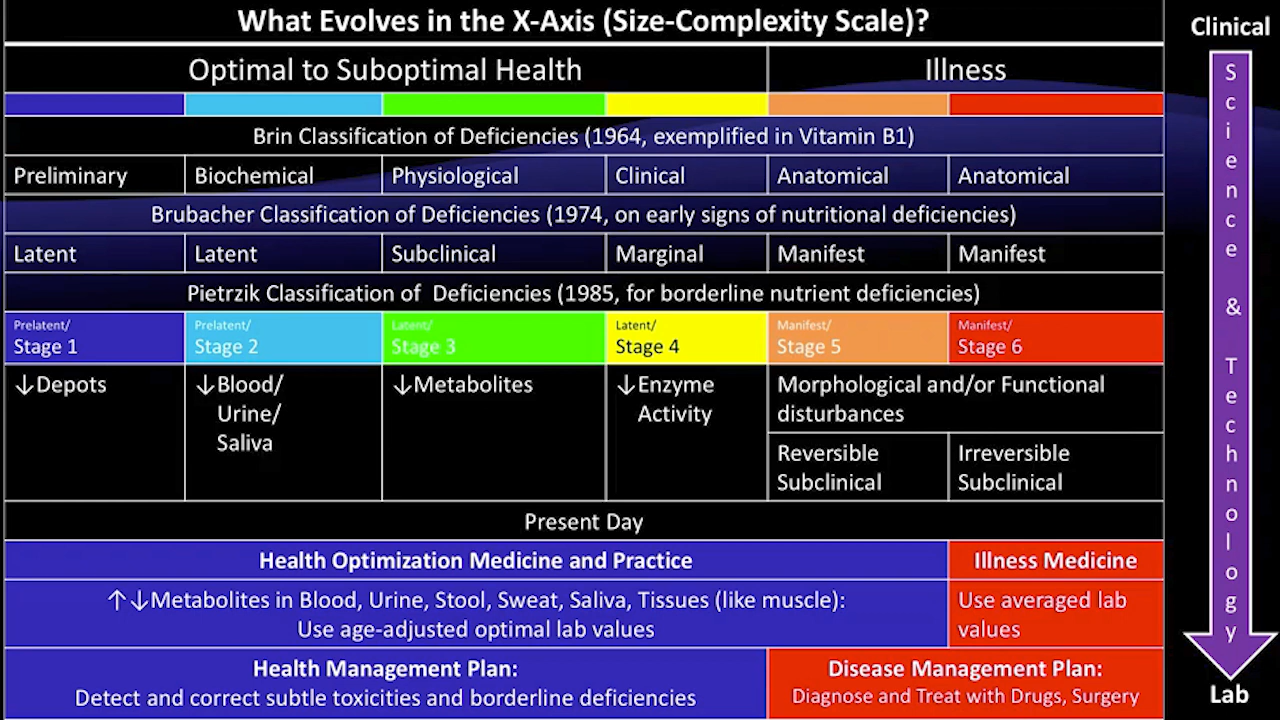 What Evolves in the X-Axis (Size-Complexity Scale)?
Clinical
Optimal to Suboptimal Health
Illness
Brin Classification of Deficiencies (1964, exemplified in Vitamin B1)
Preliminary
Biochemical
Physiological
Clinical
Anatomical
Anatomical
Brubacher Classification of Deficiencies (1974, on early signs of nutritional deficiencies)
Latent
Latent
Subclinical
Marginal
Manifest
Manifest
Pietrzik Classification of Deficiencies (1985, for borderline nutrient deficiencies)
Prelatent/
Stage 1
Prelatent/
Stage 2
Latent/
Stage 3
Latent/
Stage 4
Manifest/
Stage 5
Manifest/
Stage 6
↓Depots
↓Blood/
Urine/
Saliva
↓Metabolites
↓Enzyme
Activity
Morphological and/or Functional
disturbances
Reversible
Subclinical
Irreversible
Subclinical
Present Day
Health Optimization Medicine and Practice
Illness Medicine
↑↓Metabolites in Blood, Urine, Stool, Sweat, Saliva, Tissues (like muscle):
Use age-adjusted optimal lab values
Use averaged lab
values
Health Management Plan:
Detect and correct subtle toxicities and borderline deficiencies
Disease Management Plan:
Diagnose and Treat with Drugs, Surgery
Science & Technology
Lab